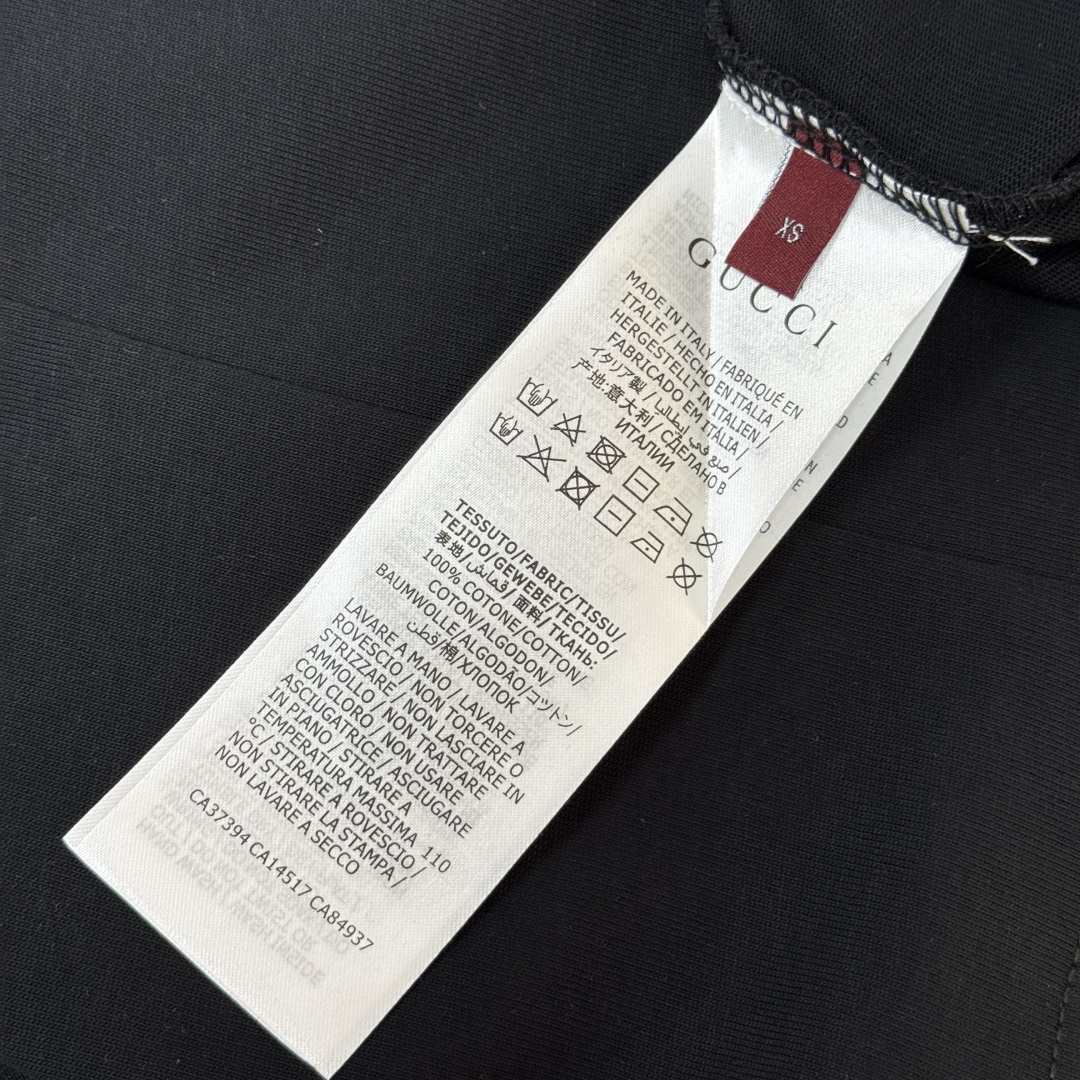 XS
GUCCI
MADE IN ITALY / FABRIQUÉ EN
ITALIE / HECHO EN ITALIA /
HERGESTELLT IN ITALIEN /
FABRICADO EM ITÁLIA /
イタリア製 / صنع في إيطاليا /
产地:意大利 / СДЕЛАНО В
ИТАЛИИ
TESSUTO/FABRIC/TISSU/
TEJIDO/GEWEBE/TECIDO/
表地/قماش/面料/ТКАНЬ:
100% COTONE/COTTON/
COTON/ALGODON/
BAUMWOLLE/ALGODÃO/コットン/
قطن/棉/ХЛОПОК
LAVARE A MANO / LAVARE A
ROVESCIO / NON TORCERE O
STRIZZARE / NON LASCIARE IN
AMMOLLO / NON TRATTARE
CON CLORO / NON USARE
ASCIUGATRICE / ASCIUGARE
IN PIANO / STIRARE A
TEMPERATURA MASSIMA 110
°C / STIRARE A ROVESCIO /
NON STIRARE LA STAMPA /
NON LAVARE A SECCO
CA37394 CA14517 CA84937